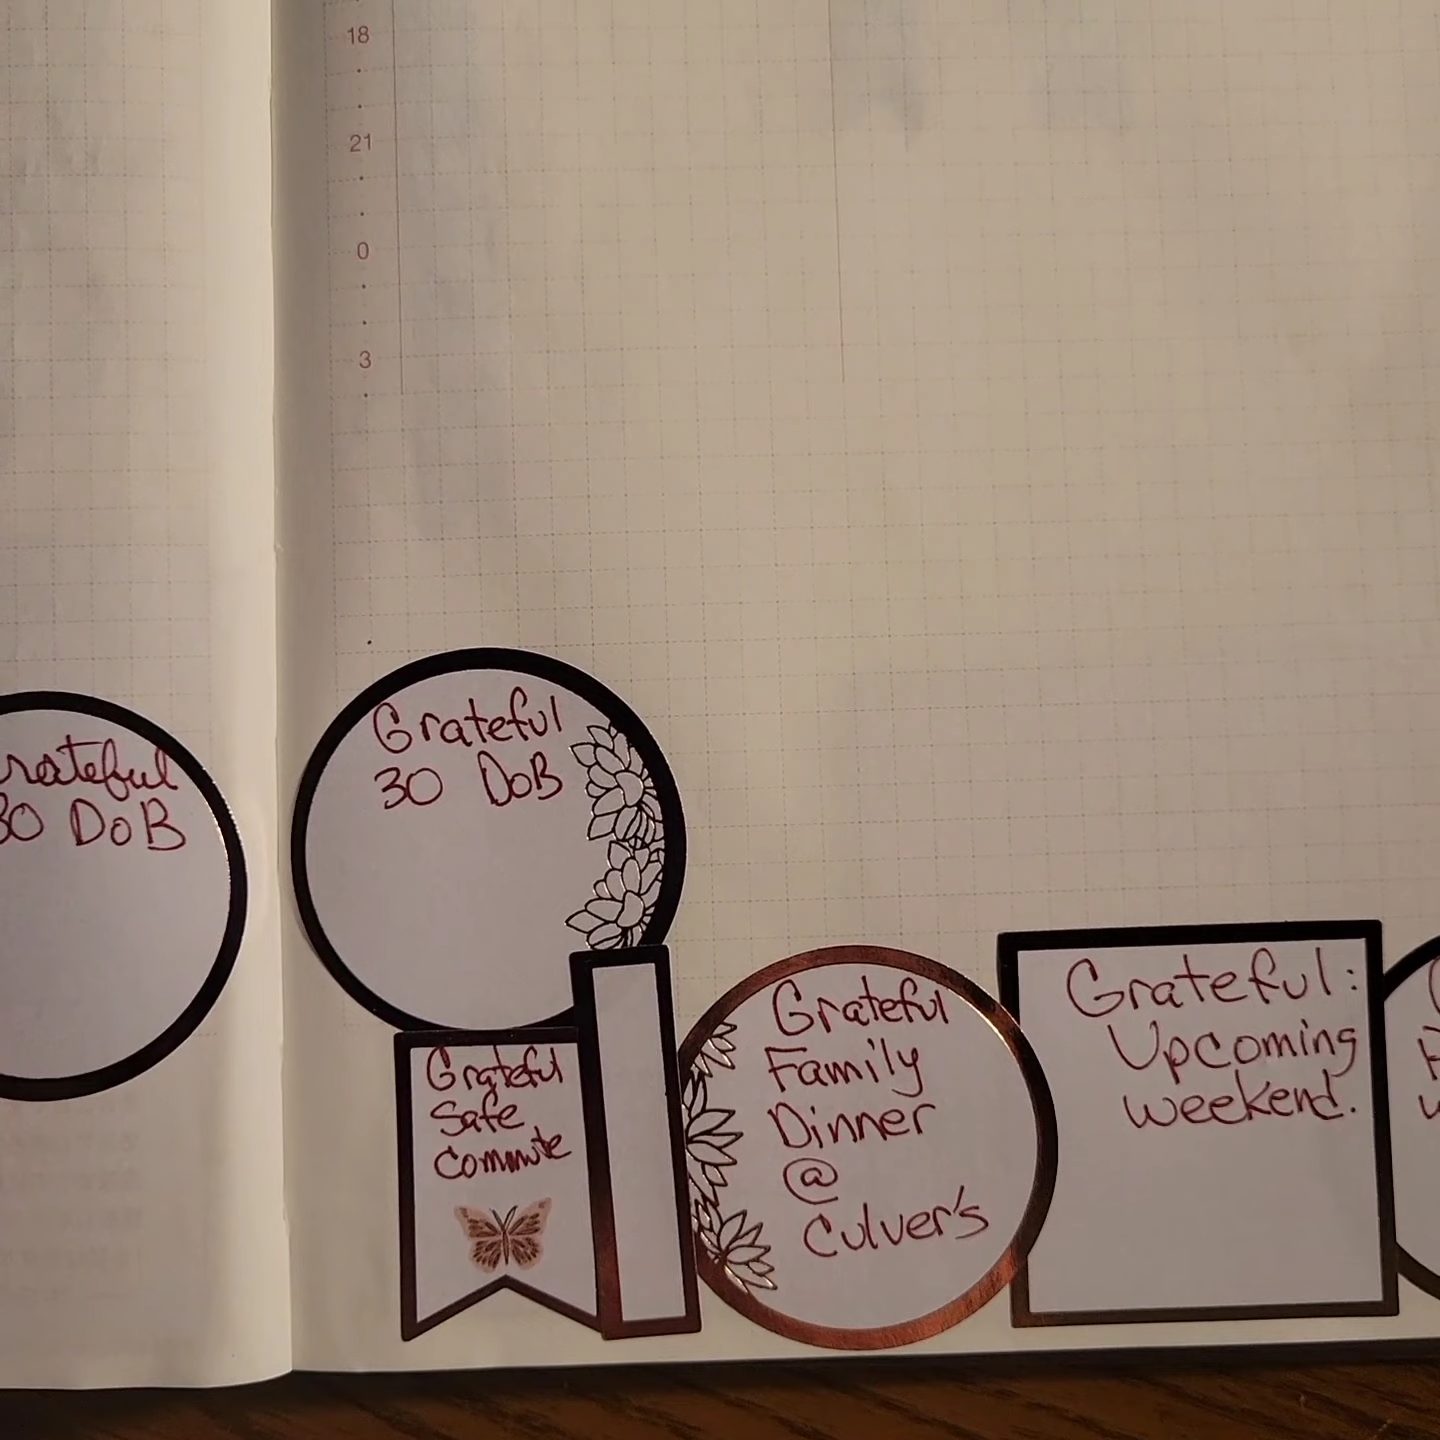 18
21
0
3
rateful
30 DoB
Grateful
30 DoB
Grateful
Safe
Commute
Grateful
Family
Dinner
@
Culver's
Grateful:
Upcoming
weekend.